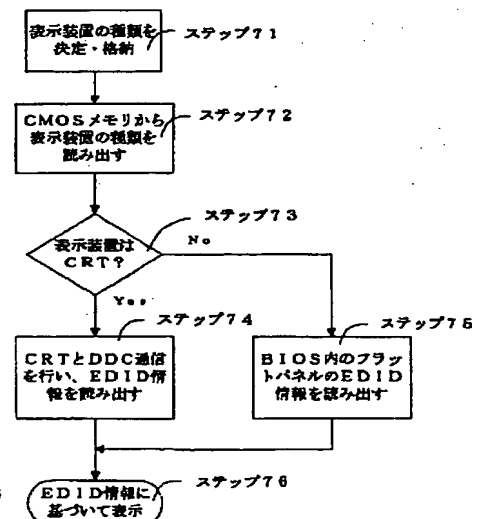 表示装置の種類を
決定・格納
ステップ71
CMOSメモリから
表示装置の種類を
読み出す
ステップ72
表示装置は
CRT?
ステップ73
No
Yes
CRTとDDC通信
を行い、EDID情
報を読み出す
ステップ74
BIOS内のフラッ
トパネルのEDID
情報を読み出す
ステップ75
EDID情報に
基づいて表示
ステップ76